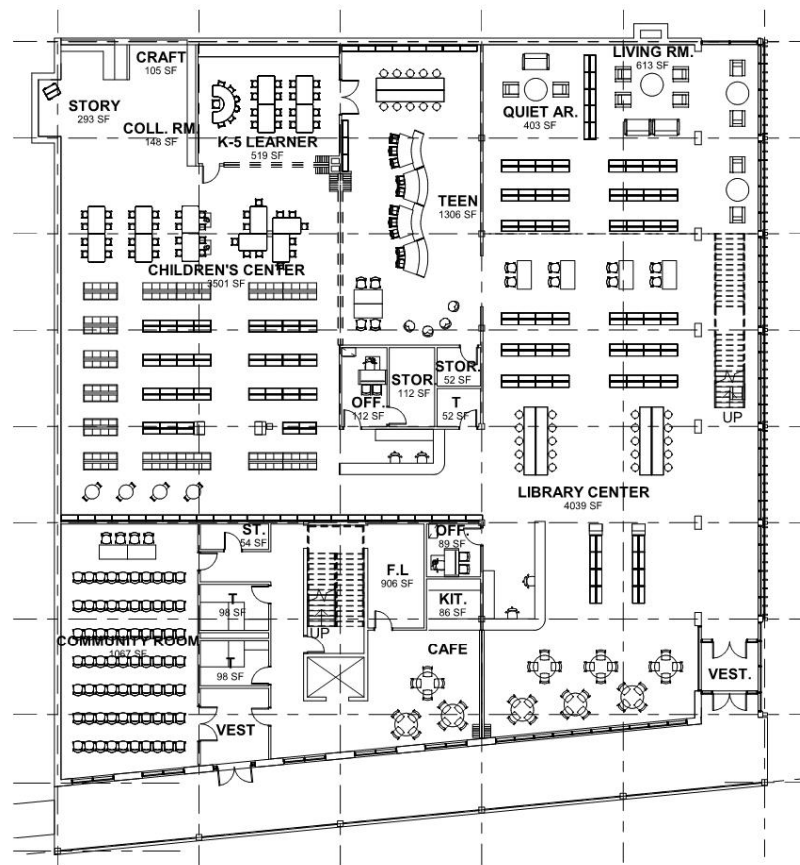 CRAFT
105 SF
STORY
293 SF
COLL. RM.
148 SF
K-5 LEARNER
519 SF
TEEN
1306 SF
QUIET AR.
403 SF
LIVING RM.
613 SF
CHILDREN'S CENTER
3501 SF
OFF.
112 SF
STOR.
112 SF
STOR.
52 SF
T
52 SF
UP
LIBRARY CENTER
4039 SF
ST.
54 SF
F.L
906 SF
OFF.
89 SF
KIT.
86 SF
T
98 SF
UP
COMMUNITY ROOM
1067 SF
T
98 SF
CAFE
VEST
VEST.